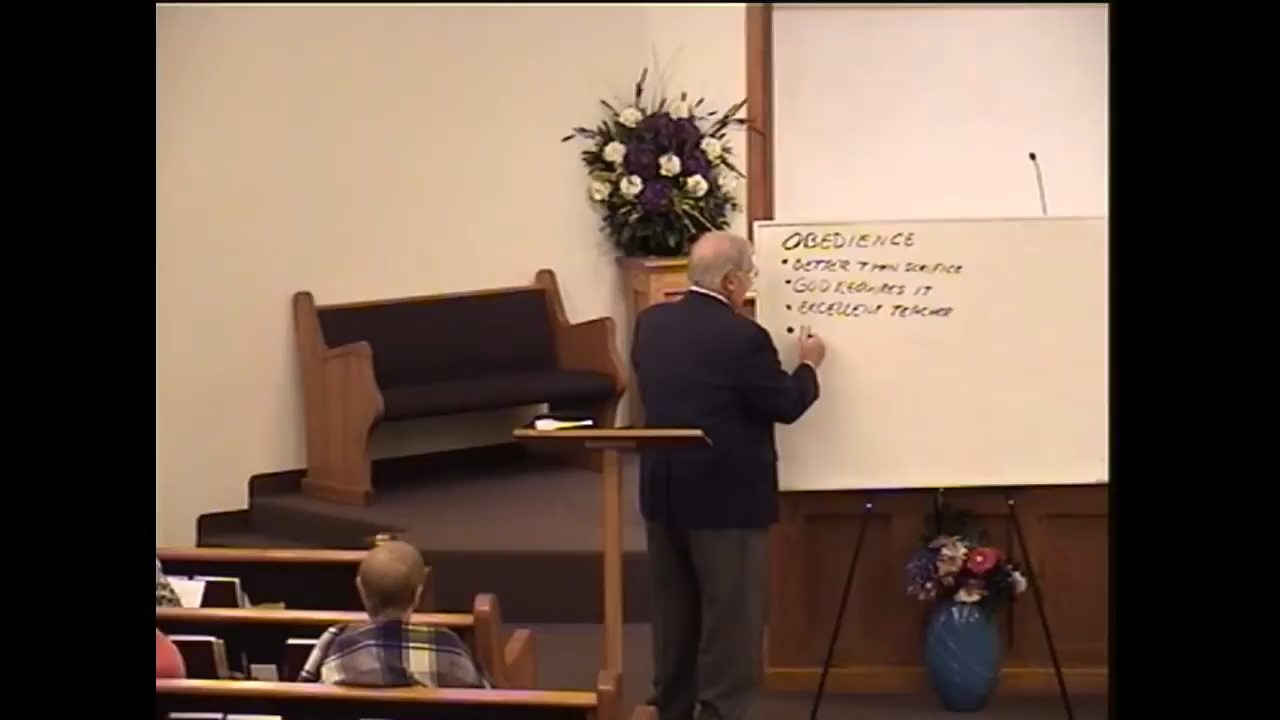 OBEDIENCE
• BETTER THAN SACRIFICE
• GOD REQUIRES IT
• EXCELLENT TEACHER
•